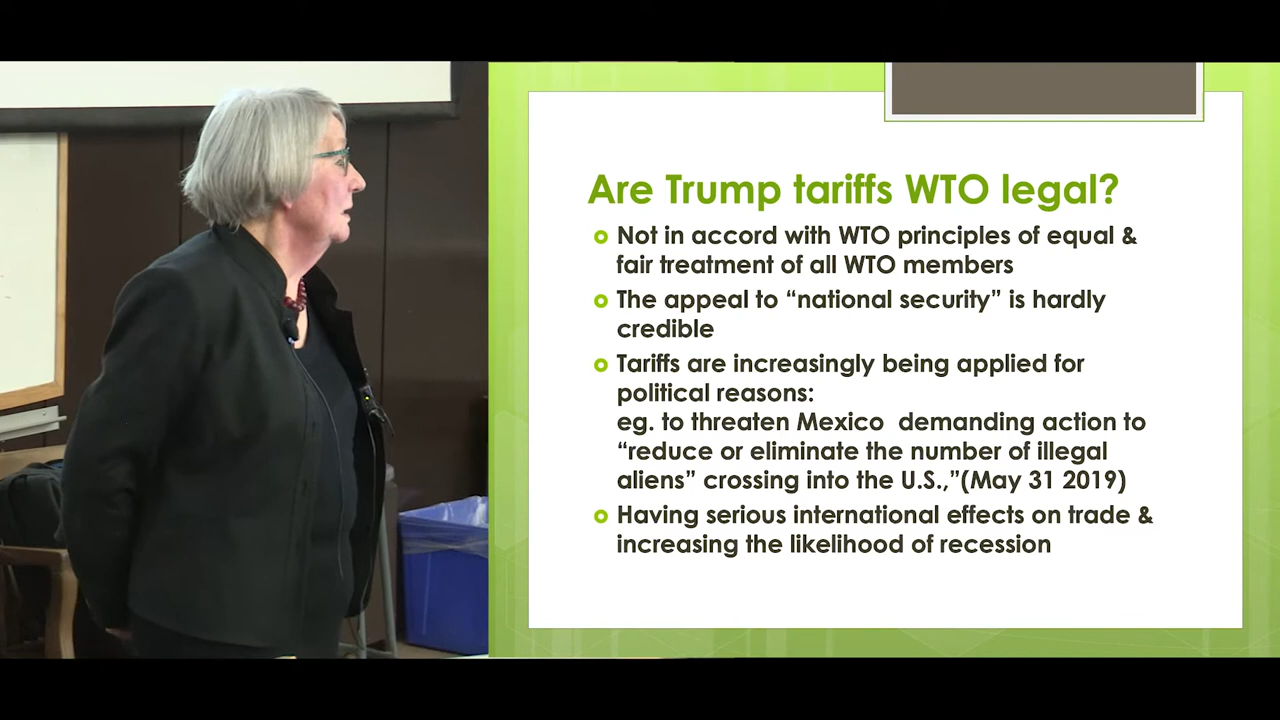 Are Trump tariffs WTO legal?
Not in accord with WTO principles of equal &
fair treatment of all WTO members
The appeal to “national security” is hardly
credible
Tariffs are increasingly being applied for
political reasons:
eg. to threaten Mexico  demanding action to
“reduce or eliminate the number of illegal
aliens” crossing into the U.S.,”(May 31 2019)
Having serious international effects on trade &
increasing the likelihood of recession